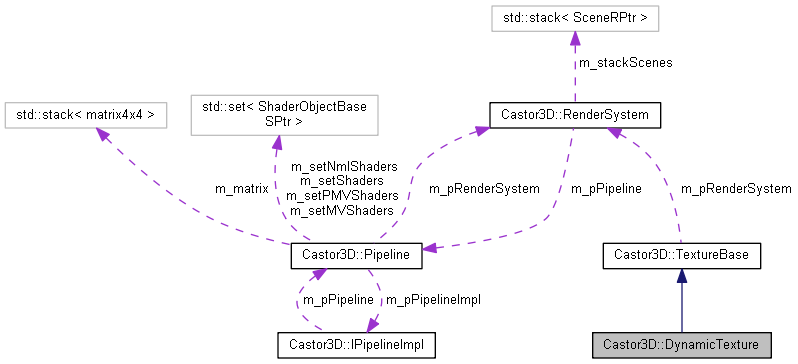 std::stack< SceneRPtr >
m_stackScenes
std::stack< matrix4x4 >
std::set< ShaderObjectBase
SPtr >
Castor3D::RenderSystem
m_matrix
m_setNmlShaders
m_setShaders
m_setPMVShaders
m_setMVShaders
m_pRenderSystem
m_pPipeline
m_pRenderSystem
Castor3D::Pipeline
Castor3D::TextureBase
m_pPipeline
m_pPipelineImpl
Castor3D::IPipelineImpl
Castor3D::DynamicTexture